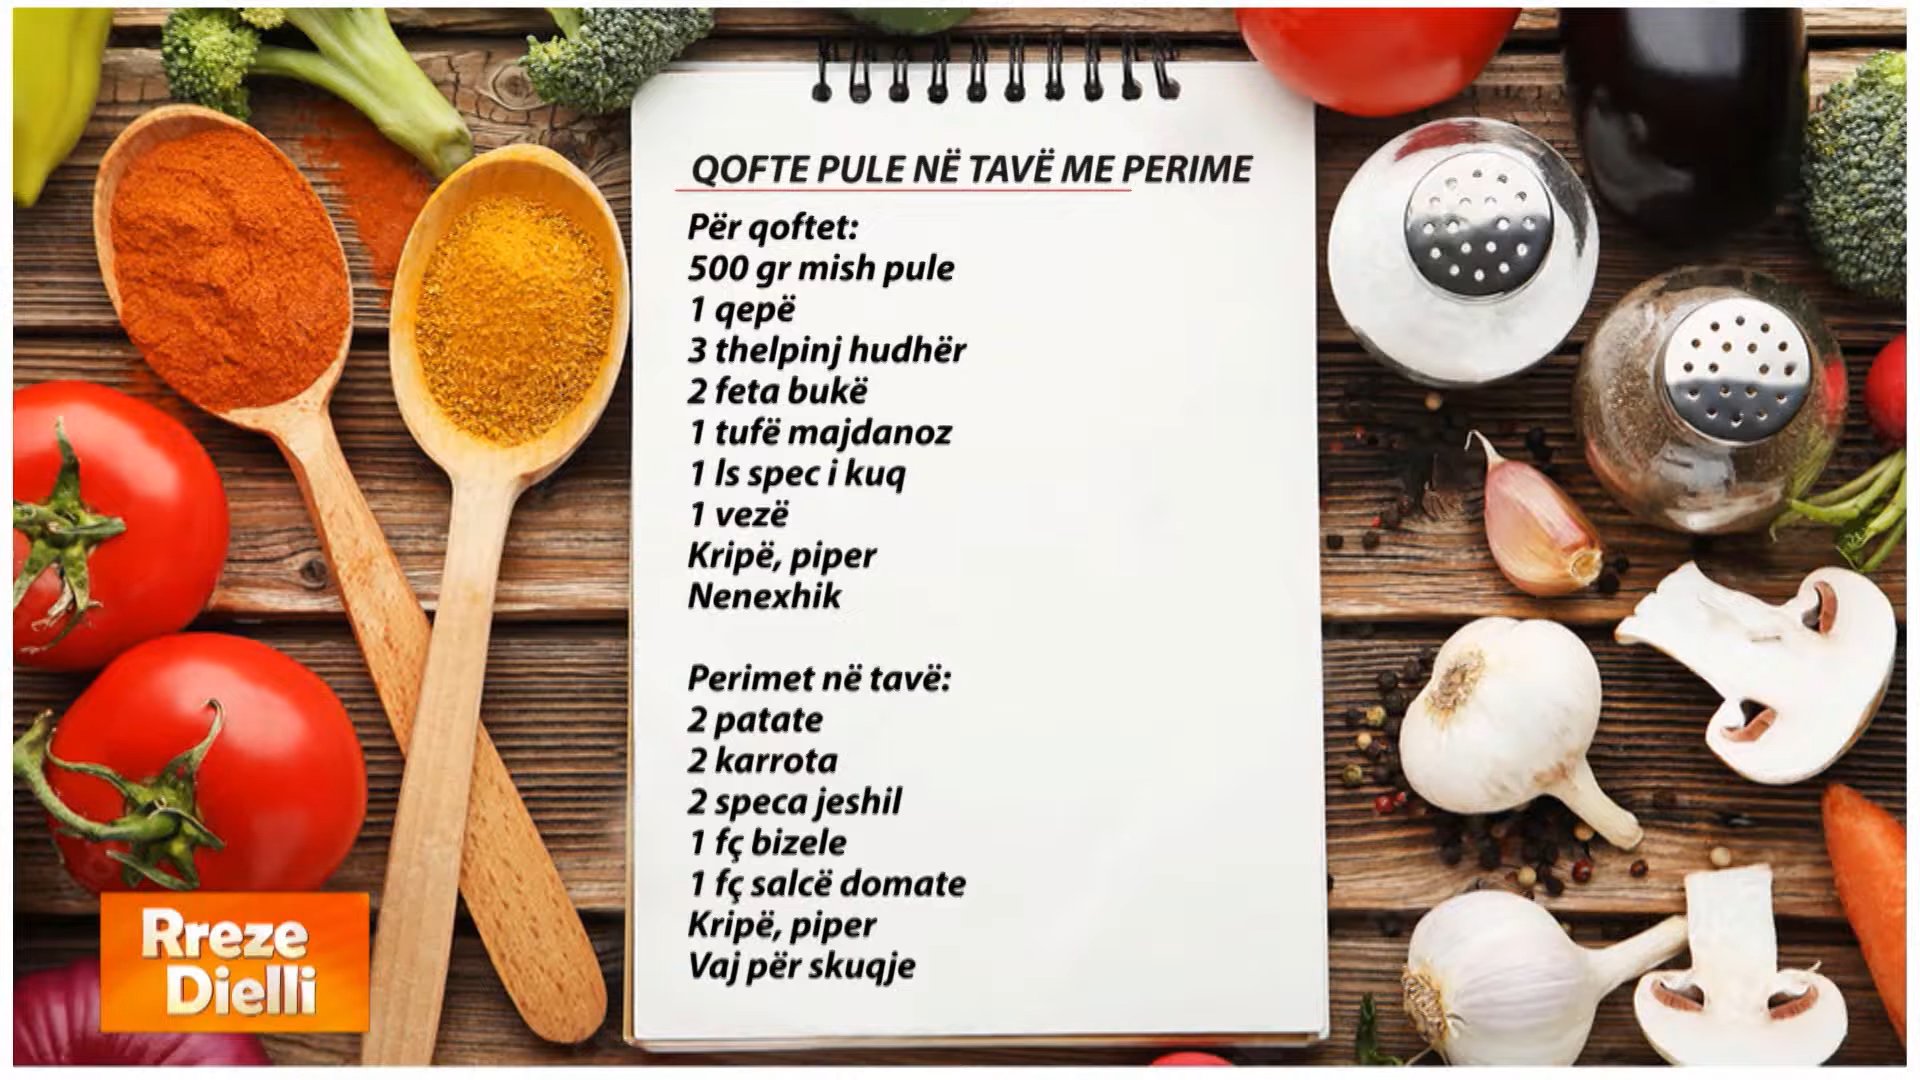 QOFTE PULE NË TAVË ME PERIME
Për qoftet:
500 gr mish pule
1 qepë
3 thelpinj hudhër
2 feta bukë
1 tufë majdanoz
1 ls spec i kuq
1 vezë
Kripë, piper
Nenexhik
Perimet në tavë:
2 patate
2 karrota
2 speca jeshil
1 fç bizele
1 fç salcë domate
Kripë, piper
Vaj për skuqje
Rreze
Dielli